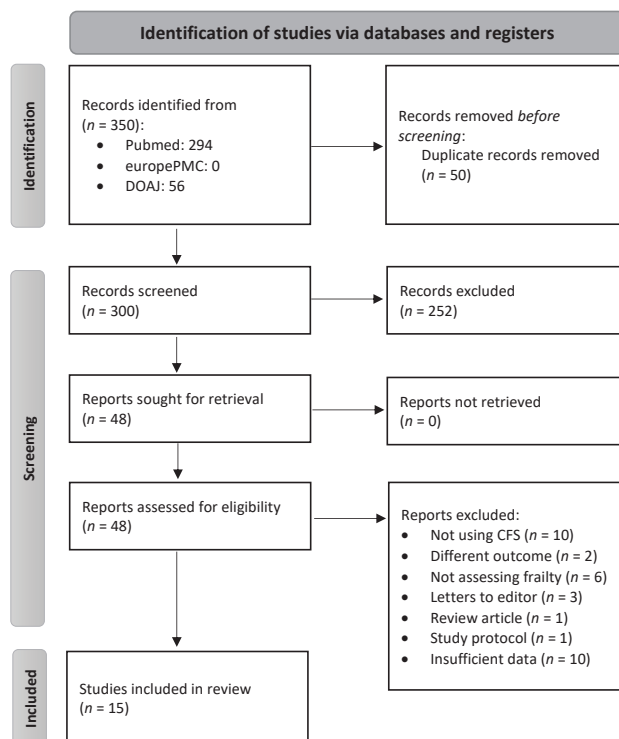 Identification of studies via databases and registers
Identification
Records identified from
(n = 350):
• Pubmed: 294
• europePMC: 0
• DOAJ: 56
Records removed before
screening:
Duplicate records removed
(n = 50)
Screening
Records screened
(n = 300)
Records excluded
(n = 252)
Reports sought for retrieval
(n = 48)
Reports not retrieved
(n = 0)
Reports assessed for eligibility
(n = 48)
Reports excluded:
• Not using CFS (n = 10)
• Different outcome (n = 2)
• Not assessing frailty (n = 6)
• Letters to editor (n = 3)
• Review article (n = 1)
• Study protocol (n = 1)
• Insufficient data (n = 10)
Included
Studies included in review
(n = 15)